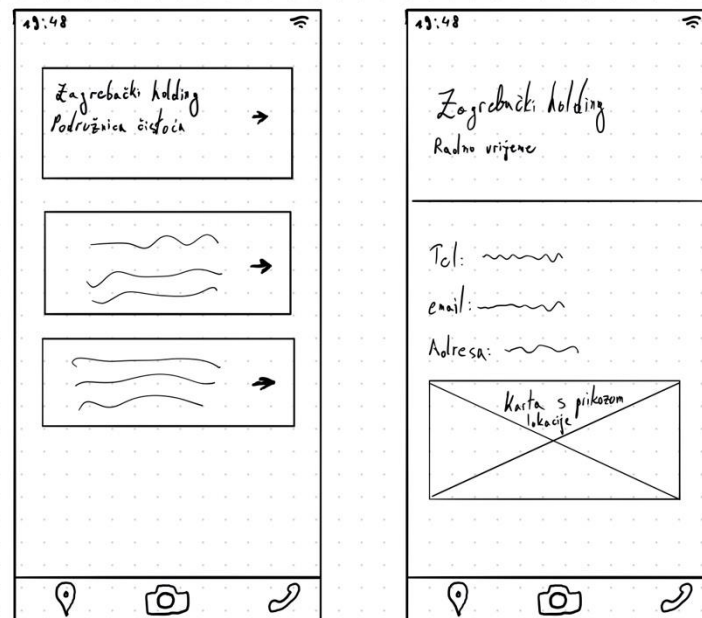 19:48
Zagrebački holding
Podružnica čistoća
19:48
Zagrebački holding
Radno vrijeme
Tel:
email:
Adresa:
Karta s prikazom
lokacije